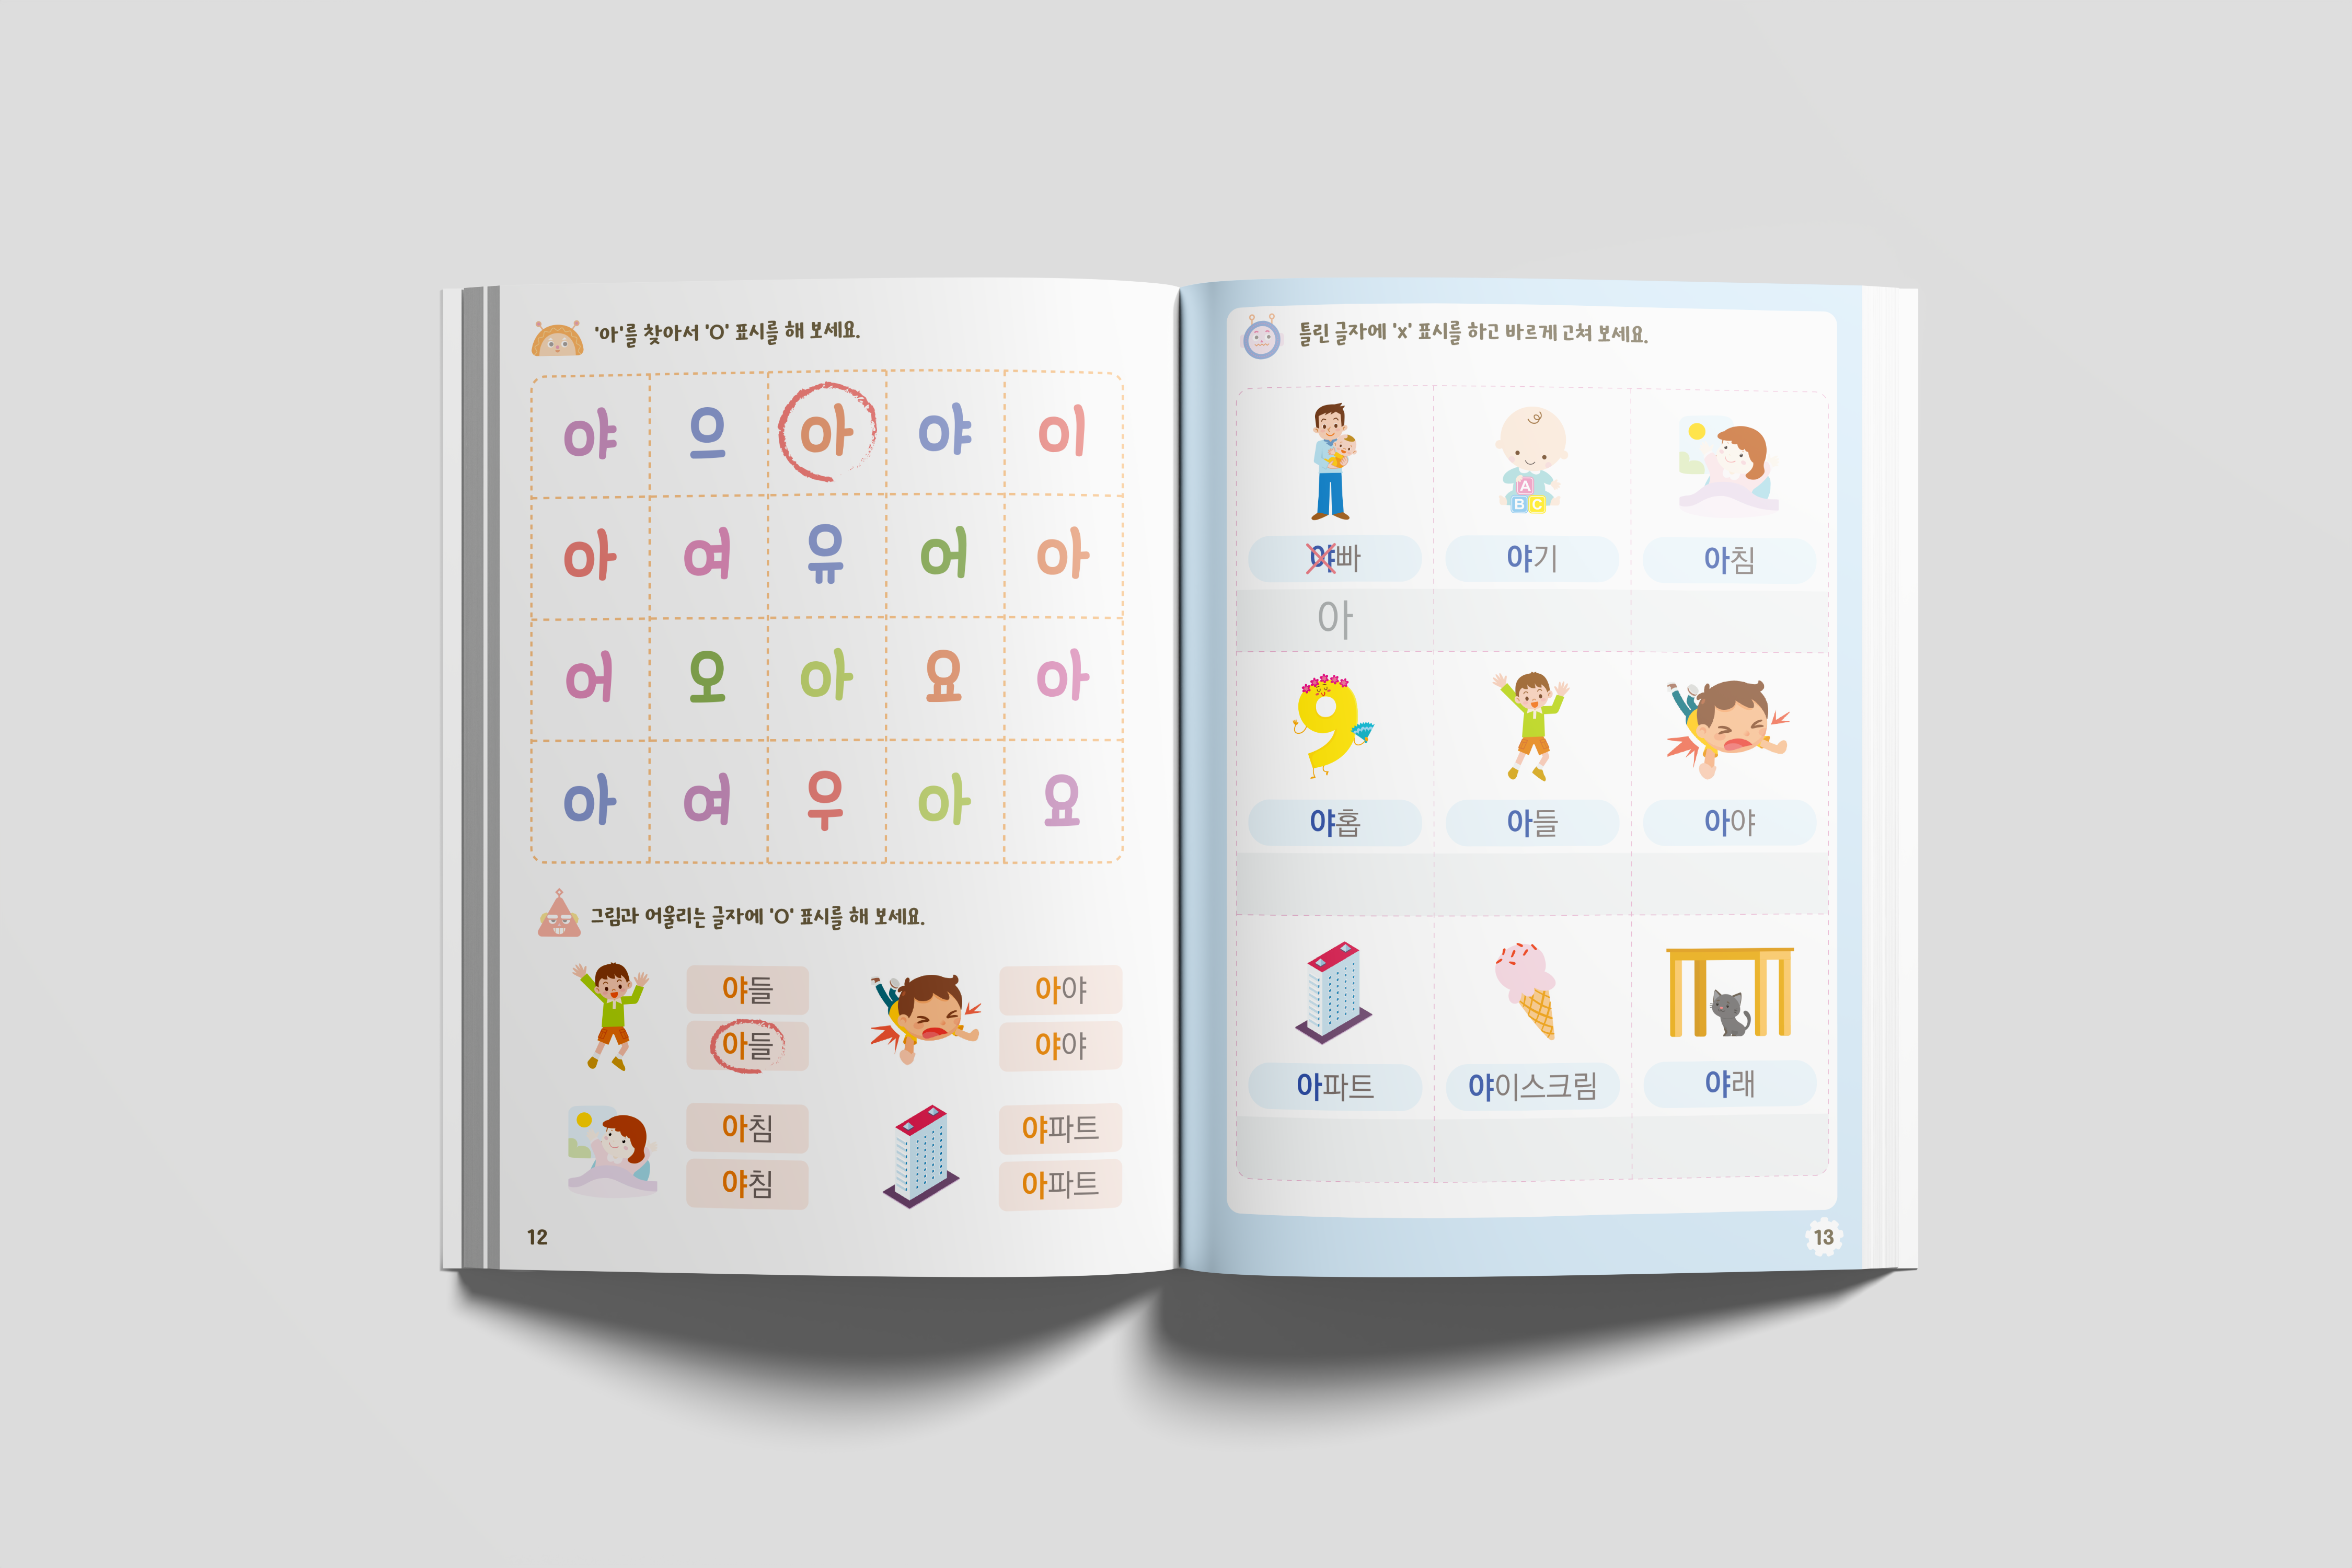 '아'를 찾아서 'O' 표시를 해 보세요.
야 으 아 야 이
아 여 유 어 아
어 오 아 요 아
아 여 우 아 요
그림과 어울리는 글자에 'O' 표시를 해 보세요.
야들
아들
아야
야야
아침
야침
야파트
아파트
12
틀린 글자에 'x' 표시를 하고 바르게 고쳐 보세요.
A
B C
야빠 야기 아침
아
야홉 아들 아야
아파트 야이스크림 야래
13